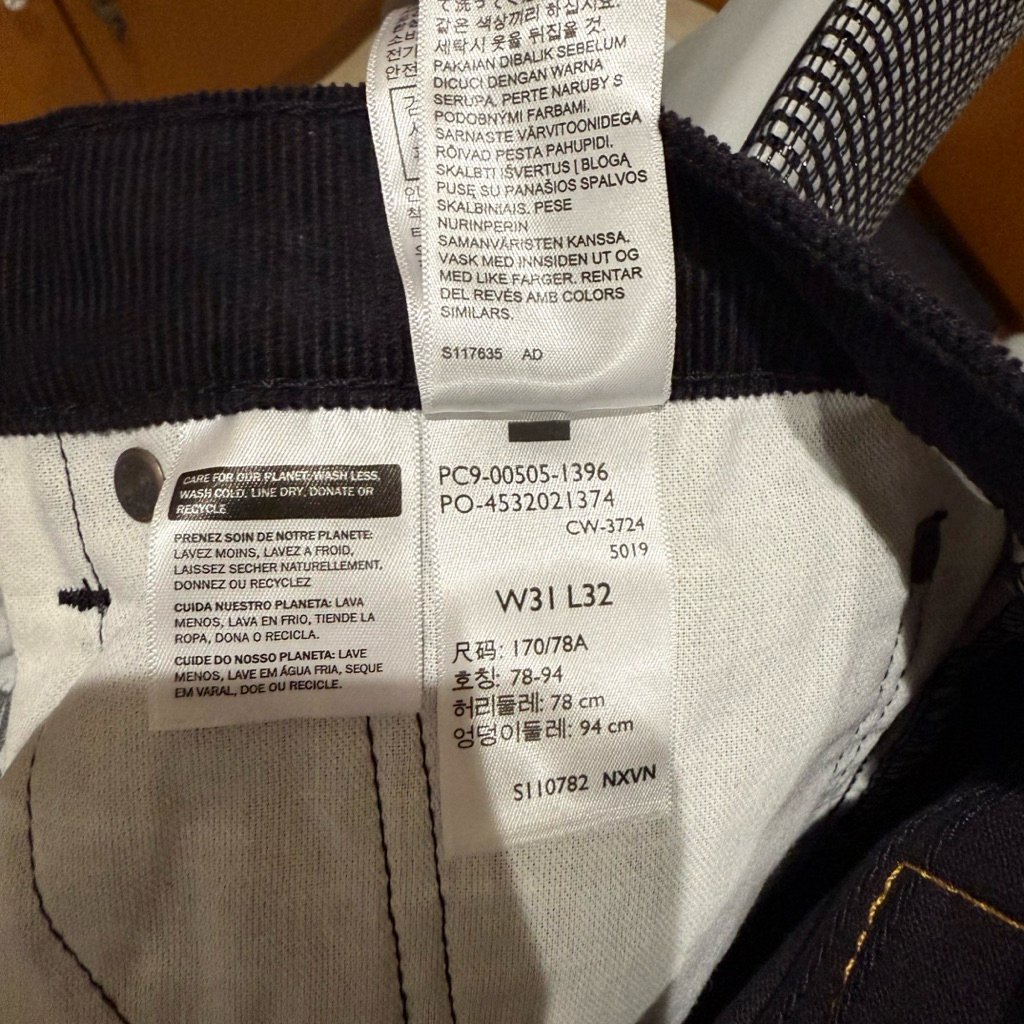 같은 색상끼리 하십시요.
세탁시 옷을 뒤집을 것.
PAKAIAN DIBALIK SEBELUM
DICUCI DENGAN WARNA
SERUPA. PERTE NARUBY S
PODOBNÝMI FARBAMI.
SARNASTE VÄRVITOONIDEGA
RÕIVAD PESTA PAHUPIDI.
SKALBTI IŠVERTUS Į BLOGĄ
PUSĘ SU PANAŠIOS SPALVOS
SKALBINIAIS. PESE
NURINPERIN
SAMANVÄRISTEN KANSSA.
VASK MED INNSIDEN UT OG
MED LIKE FARGER. RENTAR
DEL REVÉS AMB COLORS
SIMILARS.
S117635 AD
CARE FOR OUR PLANET: WASH LESS,
WASH COLD, LINE DRY, DONATE OR
RECYCLE
PRENEZ SOIN DE NOTRE PLANETE:
LAVEZ MOINS, LAVEZ A FROID,
LAISSEZ SECHER NATURELLEMENT,
DONNEZ OU RECYCLEZ
CUIDA NUESTRO PLANETA: LAVA
MENOS, LAVA EN FRIO, TIENDE LA
ROPA, DONA O RECICLA.
CUIDE DO NOSSO PLANETA: LAVE
MENOS, LAVE EM ÁGUA FRIA, SEQUE
EM VARAL, DOE OU RECICLE.
PC9-00505-1396
PO-4532021374
CW-3724
5019
W31 L32
尺码: 170/78A
호칭: 78-94
허리둘레: 78 cm
엉덩이둘레: 94 cm
S110782 NXVN